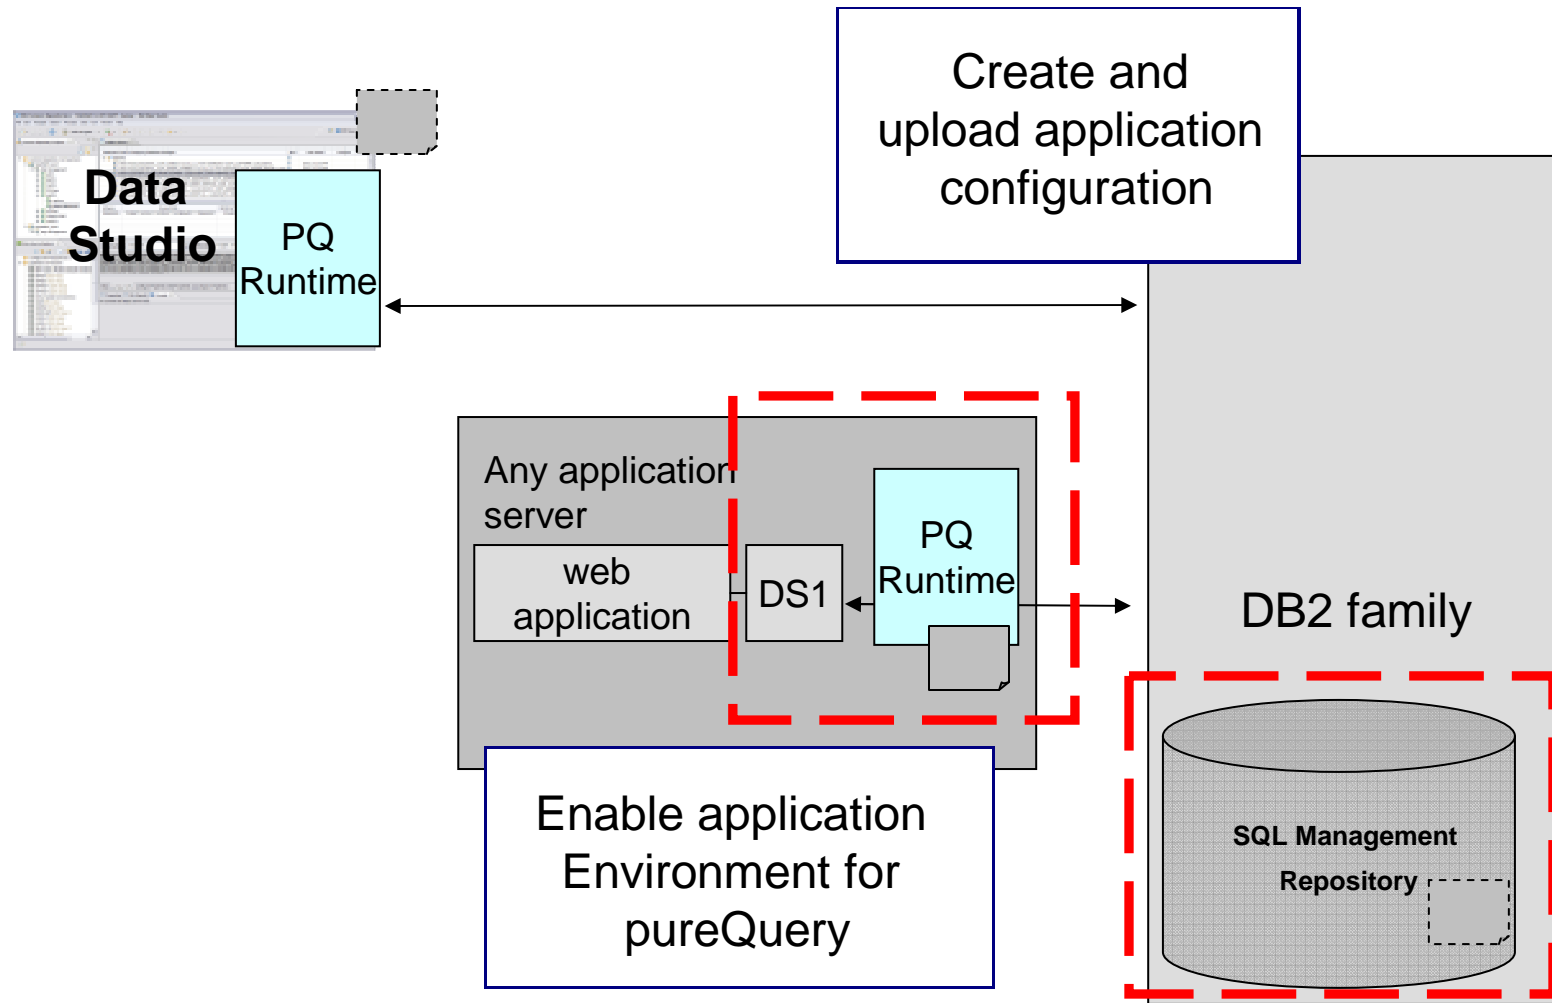 Create and
upload application
configuration
Data
Studio
PQ
Runtime
Any application
server
web
application
DS1
PQ
Runtime
DB2 family
Enable application
Environment for
pureQuery
SQL Management
Repository